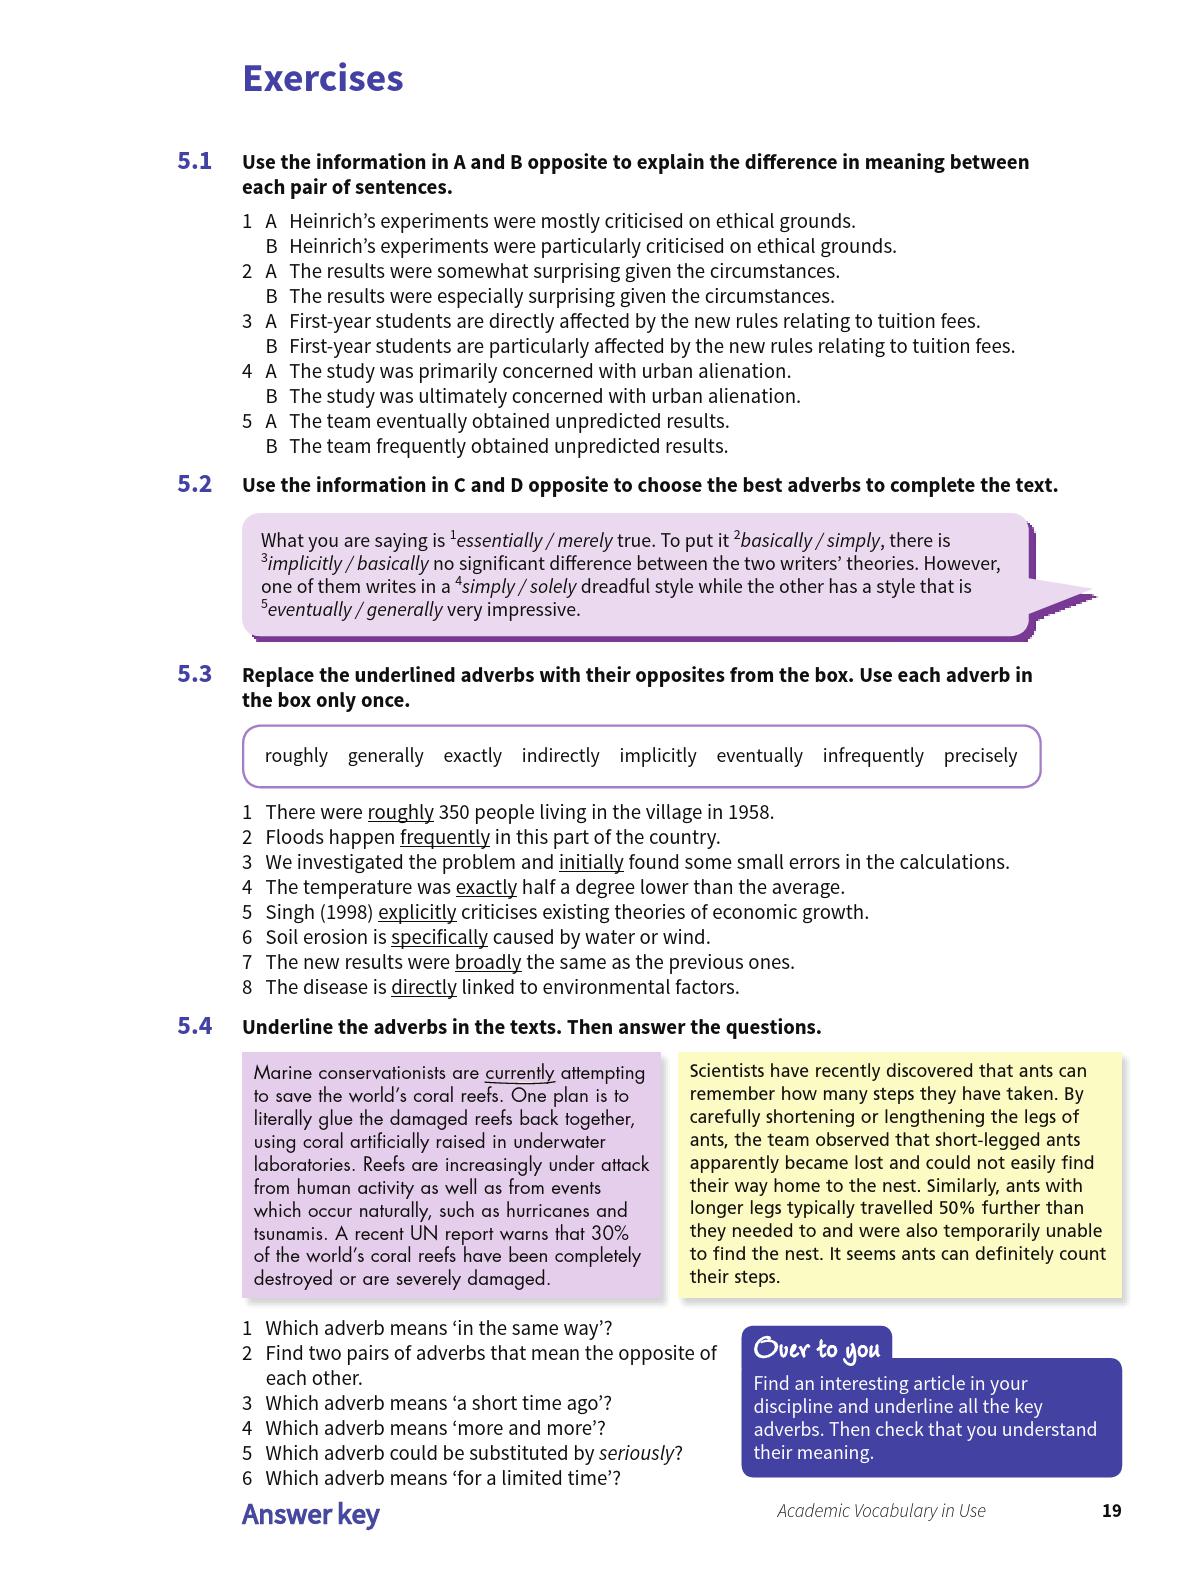 Exercises
5.1 Use the information in A and B opposite to explain the difference in meaning between
each pair of sentences.
1 A Heinrich’s experiments were mostly criticised on ethical grounds.
B Heinrich’s experiments were particularly criticised on ethical grounds.
2 A The results were somewhat surprising given the circumstances.
B The results were especially surprising given the circumstances.
3 A First-year students are directly affected by the new rules relating to tuition fees.
B First-year students are particularly affected by the new rules relating to tuition fees.
4 A The study was primarily concerned with urban alienation.
B The study was ultimately concerned with urban alienation.
5 A The team eventually obtained unpredicted results.
B The team frequently obtained unpredicted results.
5.2 Use the information in C and D opposite to choose the best adverbs to complete the text.
What you are saying is 1essentially / merely true. To put it 2basically / simply, there is
3implicitly / basically no significant difference between the two writers’ theories. However,
one of them writes in a 4simply / solely dreadful style while the other has a style that is
5eventually / generally very impressive.
5.3 Replace the underlined adverbs with their opposites from the box. Use each adverb in
the box only once.
roughly generally exactly indirectly implicitly eventually infrequently precisely
1 There were roughly 350 people living in the village in 1958.
2 Floods happen frequently in this part of the country.
3 We investigated the problem and initially found some small errors in the calculations.
4 The temperature was exactly half a degree lower than the average.
5 Singh (1998) explicitly criticises existing theories of economic growth.
6 Soil erosion is specifically caused by water or wind.
7 The new results were broadly the same as the previous ones.
8 The disease is directly linked to environmental factors.
5.4 Underline the adverbs in the texts. Then answer the questions.
Marine conservationists are currently attempting
to save the world’s coral reefs. One plan is to
literally glue the damaged reefs back together,
using coral artificially raised in underwater
laboratories. Reefs are increasingly under attack
from human activity as well as from events
which occur naturally, such as hurricanes and
tsunamis. A recent UN report warns that 30%
of the world’s coral reefs have been completely
destroyed or are severely damaged.
Scientists have recently discovered that ants can
remember how many steps they have taken. By
carefully shortening or lengthening the legs of
ants, the team observed that short-legged ants
apparently became lost and could not easily find
their way home to the nest. Similarly, ants with
longer legs typically travelled 50% further than
they needed to and were also temporarily unable
to find the nest. It seems ants can definitely count
their steps.
1 Which adverb means ‘in the same way’?
2 Find two pairs of adverbs that mean the opposite of
each other.
3 Which adverb means ‘a short time ago’?
4 Which adverb means ‘more and more’?
5 Which adverb could be substituted by seriously?
6 Which adverb means ‘for a limited time’?
Over to you
Find an interesting article in your
discipline and underline all the key
adverbs. Then check that you understand
their meaning.
Answer key
Academic Vocabulary in Use 19